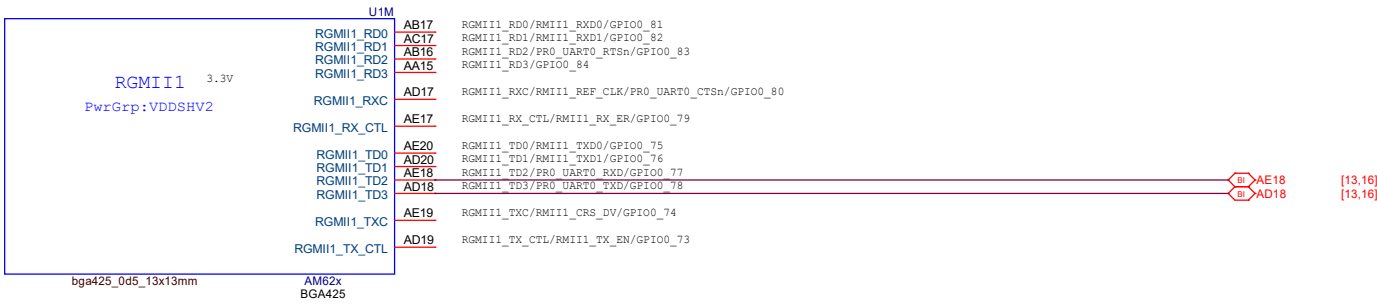 U1M
RGMII1_RD0 AB17 RGMII1_RD0/RMII1_RXD0/GPIO0_81
RGMII1_RD1 AC17 RGMII1_RD1/RMII1_RXD1/GPIO0_82
RGMII1_RD2 AB16 RGMII1_RD2/PR0_UART0_RTSn/GPIO0_83
RGMII1_RD3 AA15 RGMII1_RD3/GPIO0_84
RGMII1 3.3V
RGMII1_RXC AD17 RGMII1_RXC/RMII1_REF_CLK/PR0_UART0_CTSn/GPIO0_80
PwrGrp:VDDSHV2
RGMII1_RX_CTL AE17 RGMII1_RX_CTL/RMII1_RX_ER/GPIO0_79
RGMII1_TD0 AE20 RGMII1_TD0/RMII1_TXD0/GPIO0_75
RGMII1_TD1 AD20 RGMII1_TD1/RMII1_TXD1/GPIO0_76
RGMII1_TD2 AE18 RGMII1_TD2/PR0_UART0_RXD/GPIO0_77 BI AE18 [13,16]
RGMII1_TD3 AD18 RGMII1_TD3/PR0_UART0_TXD/GPIO0_78 BI AD18 [13,16]
RGMII1_TXC AE19 RGMII1_TXC/RMII1_CRS_DV/GPIO0_74
RGMII1_TX_CTL AD19 RGMII1_TX_CTL/RMII1_TX_EN/GPIO0_73
bga425_0d5_13x13mm AM62x
BGA425